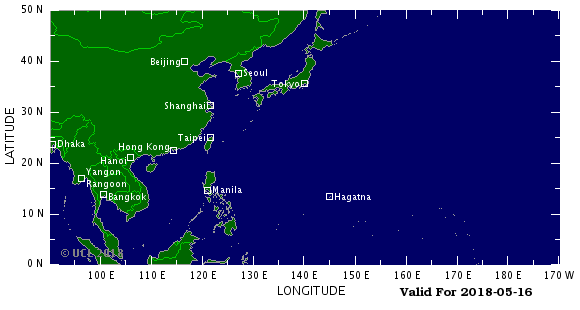 50 N
40 N
30 N
20 N
10 N
0 N
LATITUDE
Beijing
Seoul
Tokyo
Shanghai
Taipei
Dhaka
Hong Kong
Hanoi
Yangon
Rangoon
Bangkok
Manila
Hagatna
© UCL 2018
100 E 110 E 120 E 130 E 140 E 150 E 160 E 170 E 180 E 170 W
LONGITUDE
Valid For 2018-05-16